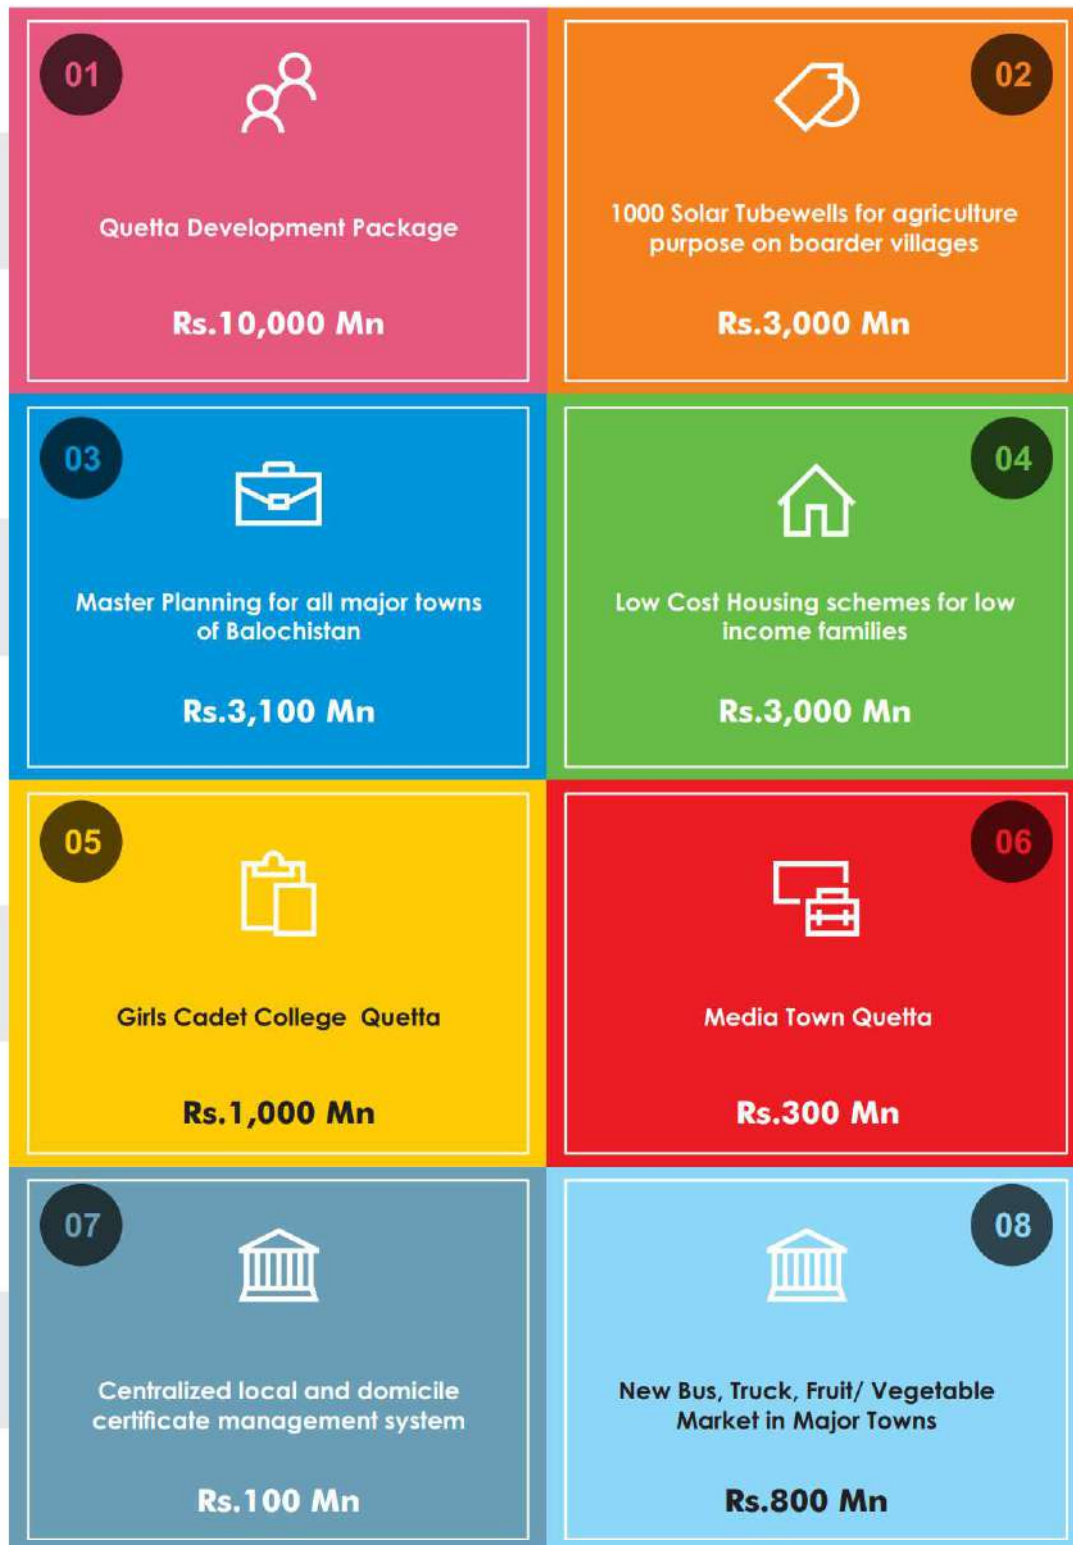 01
Quetta Development Package
Rs.10,000 Mn
02
1000 Solar Tubewells for agriculture
purpose on boarder villages
Rs.3,000 Mn
03
Master Planning for all major towns
of Balochistan
Rs.3,100 Mn
04
Low Cost Housing schemes for low
income families
Rs.3,000 Mn
05
Girls Cadet College Quetta
Rs.1,000 Mn
06
Media Town Quetta
Rs.300 Mn
07
Centralized local and domicile
certificate management system
Rs.100 Mn
08
New Bus, Truck, Fruit/ Vegetable
Market in Major Towns
Rs.800 Mn